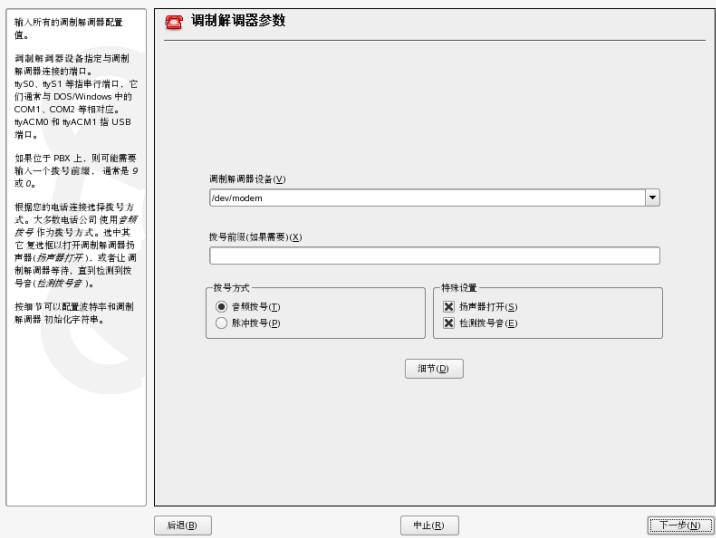 输入所有的调制解调器配置
值。
调制解调器设备指定与调制
解调器连接的端口。
ttyS0、ttyS1 等指串行端口，它
们通常与 DOS/Windows 中的
COM1、COM2 等相对应。
ttyACM0 和 ttyACM1 指 USB
端口。
如果位于 PBX 上，则可能需要
输入一个拨号前缀， 通常是 9
或 0。
根据您的电话连接选择拨号方
式。大多数电话公司 使用音频
拨号 作为拨号方式。选中其
它 复选框以打开调制解调器扬
声器(扬声器打开 )，或者让 调
制解调器等待，直到检测到拨
号音(检测拨号音 )。
按细节可以配置波特率和调制
解调器 初始化字符串。
调制解调器参数
调制解调器设备(V)
/dev/modem
拨号前缀(如果需要)(X)
拨号方式
音频拨号(T)
脉冲拨号(P)
特殊设置
扬声器打开(S)
检测拨号音(E)
细节(D)
后退(B)
中止(R)
下一步(N)